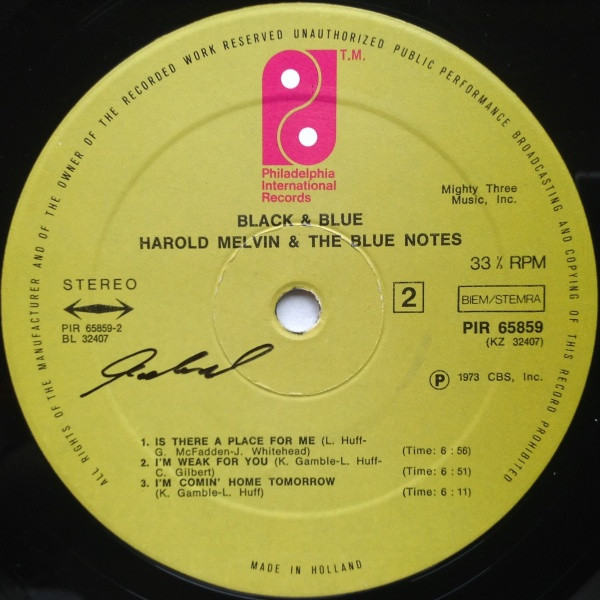 ALL RIGHTS OF THE MANUFACTURER AND OF THE OWNER OF THE RECORDED WORK RESERVED UNAUTHORIZED PUBLIC PERFORMANCE BROADCASTING AND COPYING OF THIS RECORD PROHIBITED
T.M.
Philadelphia
International
Records
Mighty Three
Music, Inc.
BLACK & BLUE
HAROLD MELVIN & THE BLUE NOTES
33 ⅓ RPM
STEREO
2
BIEM/STEMRA
PIR 65859-2
BL 32407
PIR 65859
(KZ 32407)
P 1973 CBS, Inc.
1. IS THERE A PLACE FOR ME (L. Huff-
G. McFadden-J. Whitehead) (Time: 6 : 56)
2. I'M WEAK FOR YOU (K. Gamble-L. Huff-
C. Gilbert) (Time: 6 : 51)
3. I'M COMIN' HOME TOMORROW
(K. Gamble-L. Huff) (Time: 6 : 11)
MADE IN HOLLAND